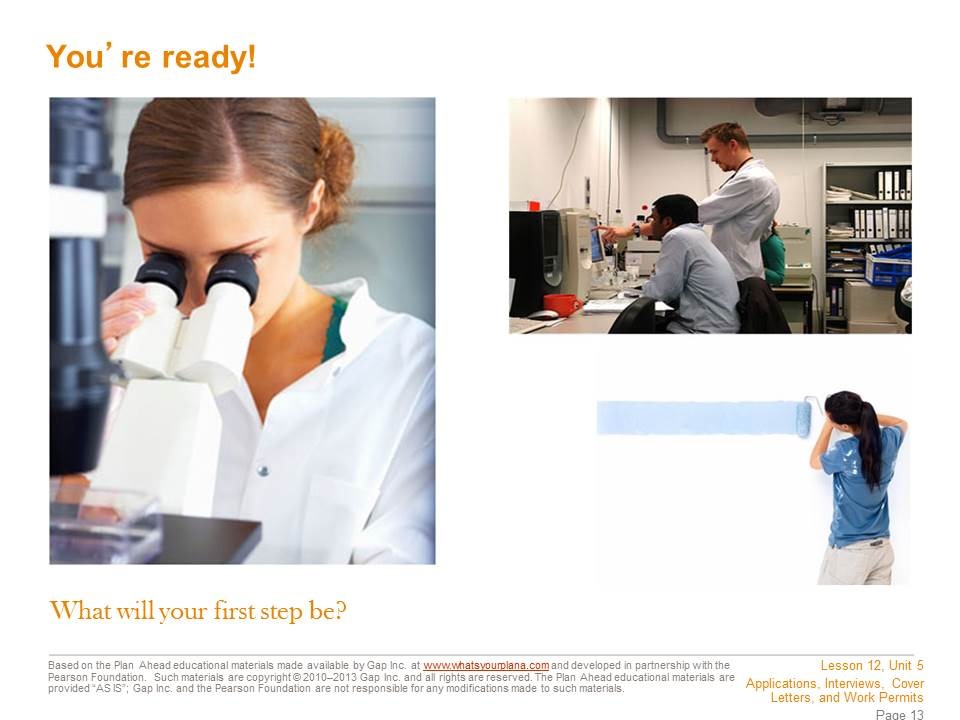 You’re ready!
What will your first step be?
Based on the Plan Ahead educational materials made available by Gap Inc. at www.whatsyourplana.com and developed in partnership with the
Pearson Foundation. Such materials are copyright © 2010–2013 Gap Inc. and all rights are reserved. The Plan Ahead educational materials are
provided “AS IS”; Gap Inc. and the Pearson Foundation are not responsible for any modifications made to such materials.
Lesson 12, Unit 5
Applications, Interviews, Cover
Letters, and Work Permits
Page 13